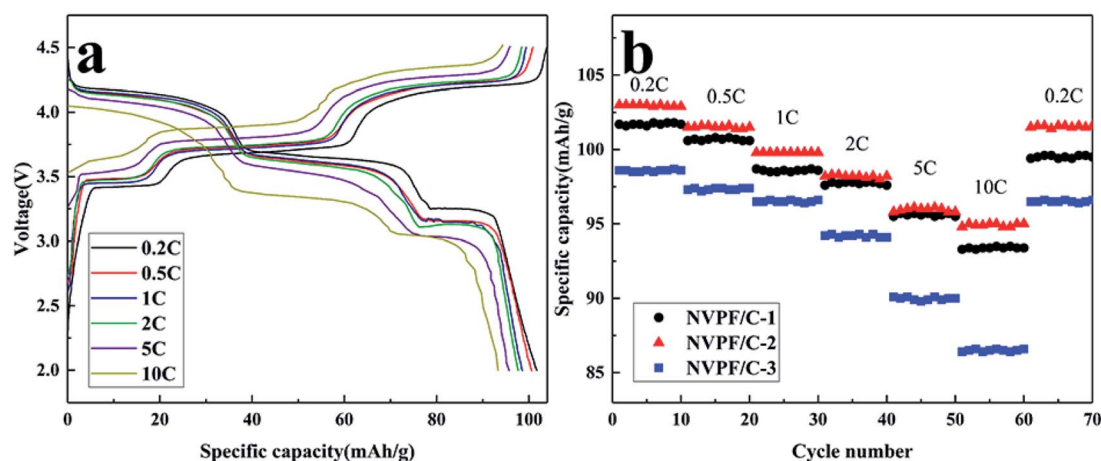 a
Voltage(V)
4.5
4.0
3.5
3.0
2.5
2.0
0.2C
0.5C
1C
2C
5C
10C
0 20 40 60 80 100
Specific capacity(mAh/g)
b
Specific capacity(mAh/g)
105
100
95
90
85
0.2C
0.5C
1C
2C
5C
10C
0.2C
NVPF/C-1
NVPF/C-2
NVPF/C-3
0 10 20 30 40 50 60 70
Cycle number